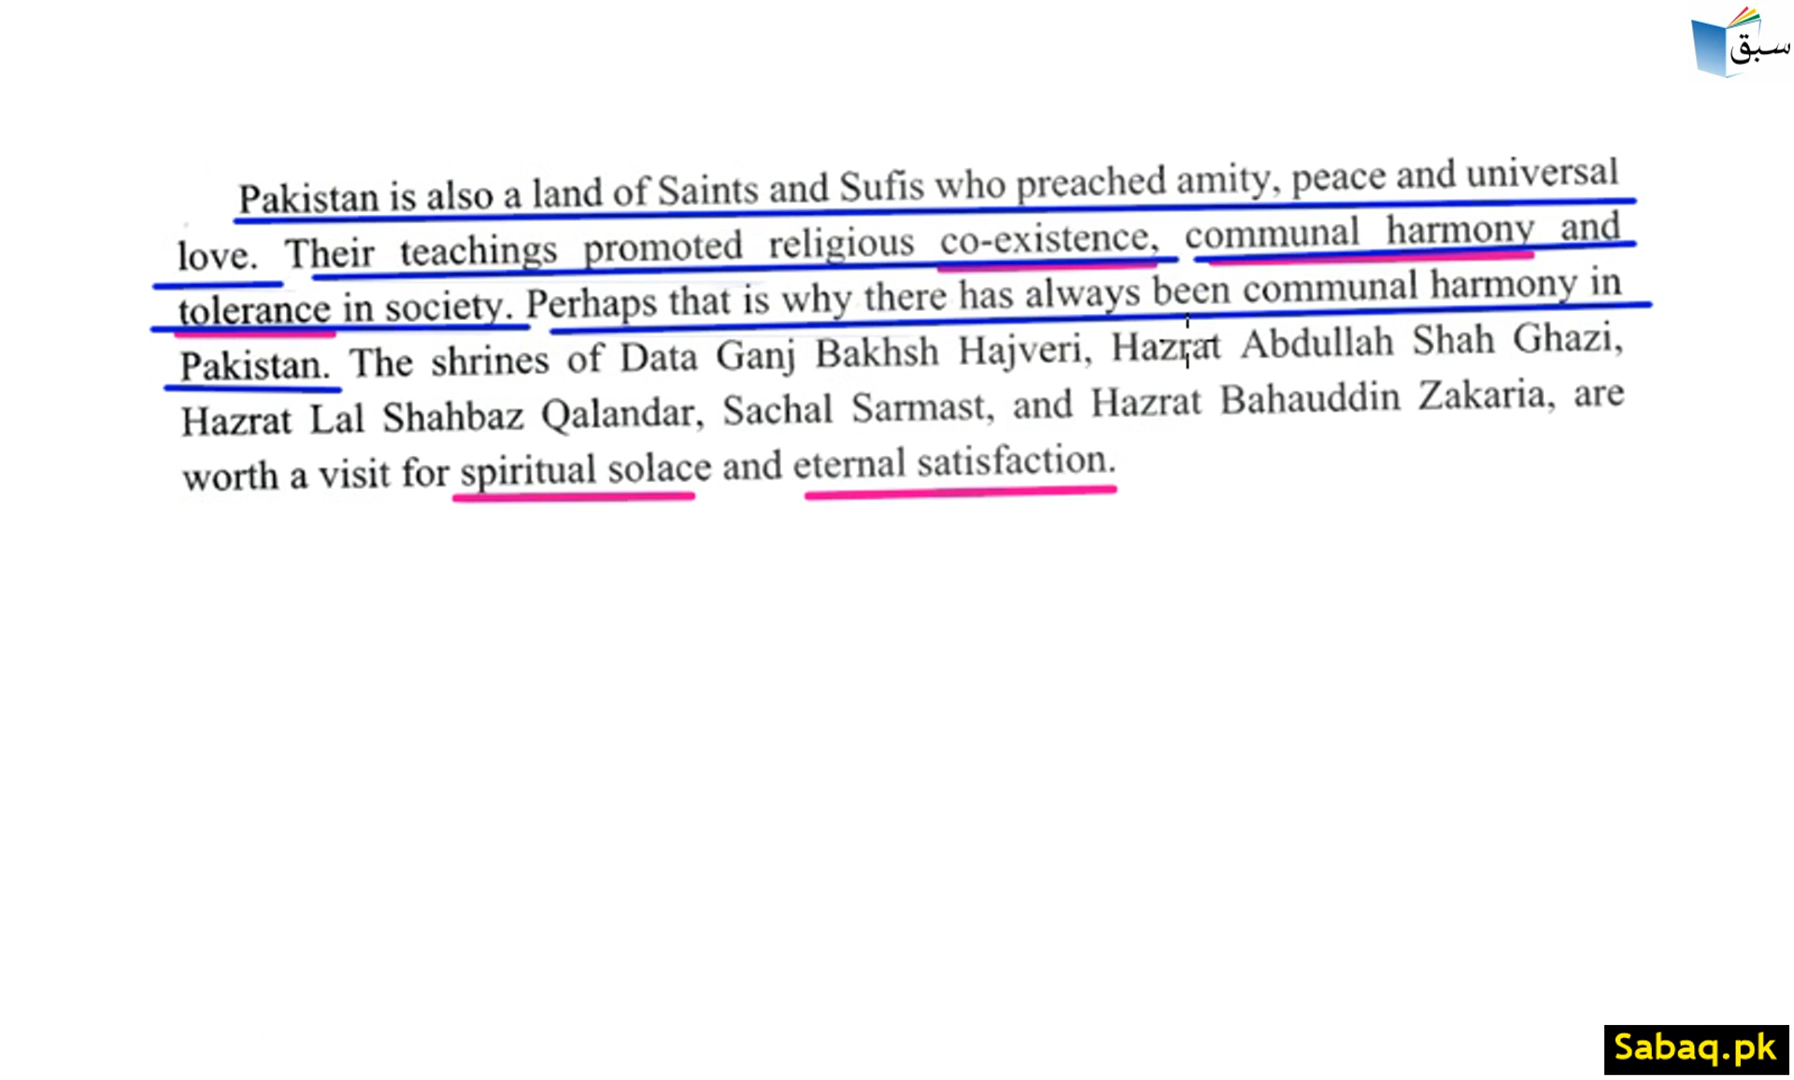 سبق
Pakistan is also a land of Saints and Sufis who preached amity, peace and universal
love. Their teachings promoted religious co-existence, communal harmony and
tolerance in society. Perhaps that is why there has always been communal harmony in
Pakistan. The shrines of Data Ganj Bakhsh Hajveri, Hazrat Abdullah Shah Ghazi,
Hazrat Lal Shahbaz Qalandar, Sachal Sarmast, and Hazrat Bahauddin Zakaria, are
worth a visit for spiritual solace and eternal satisfaction.
Sabaq.pk